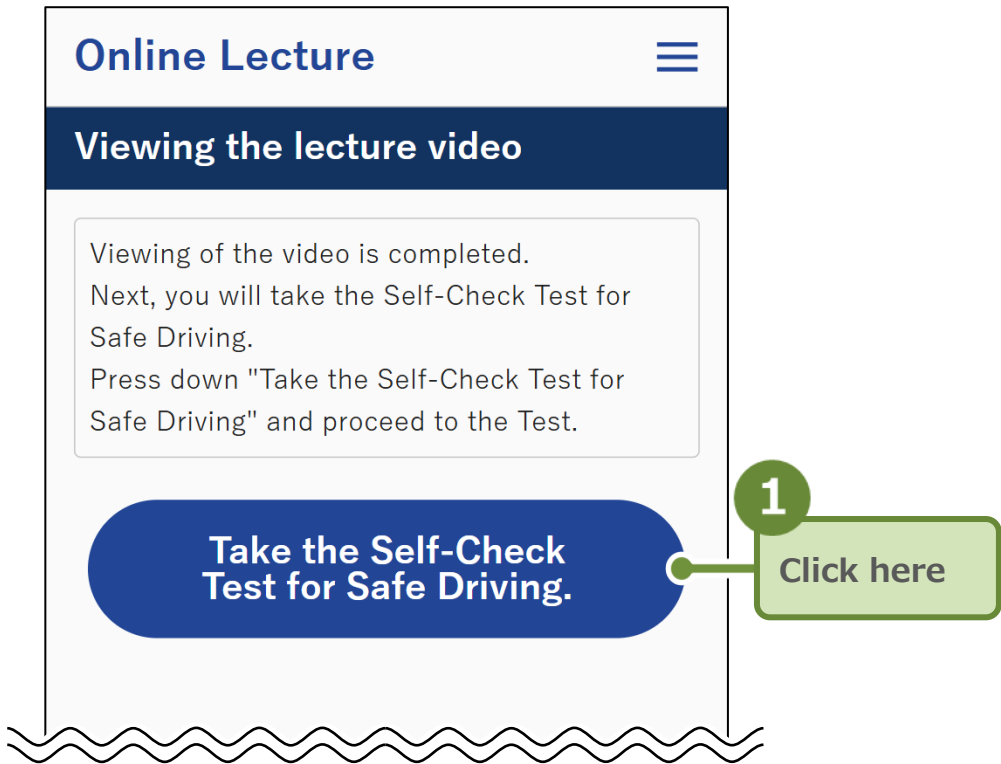 Online Lecture
Viewing the lecture video
Viewing of the video is completed.
Next, you will take the Self-Check Test for
Safe Driving.
Press down "Take the Self-Check Test for
Safe Driving" and proceed to the Test.
1
Take the Self-Check
Test for Safe Driving.
Click here